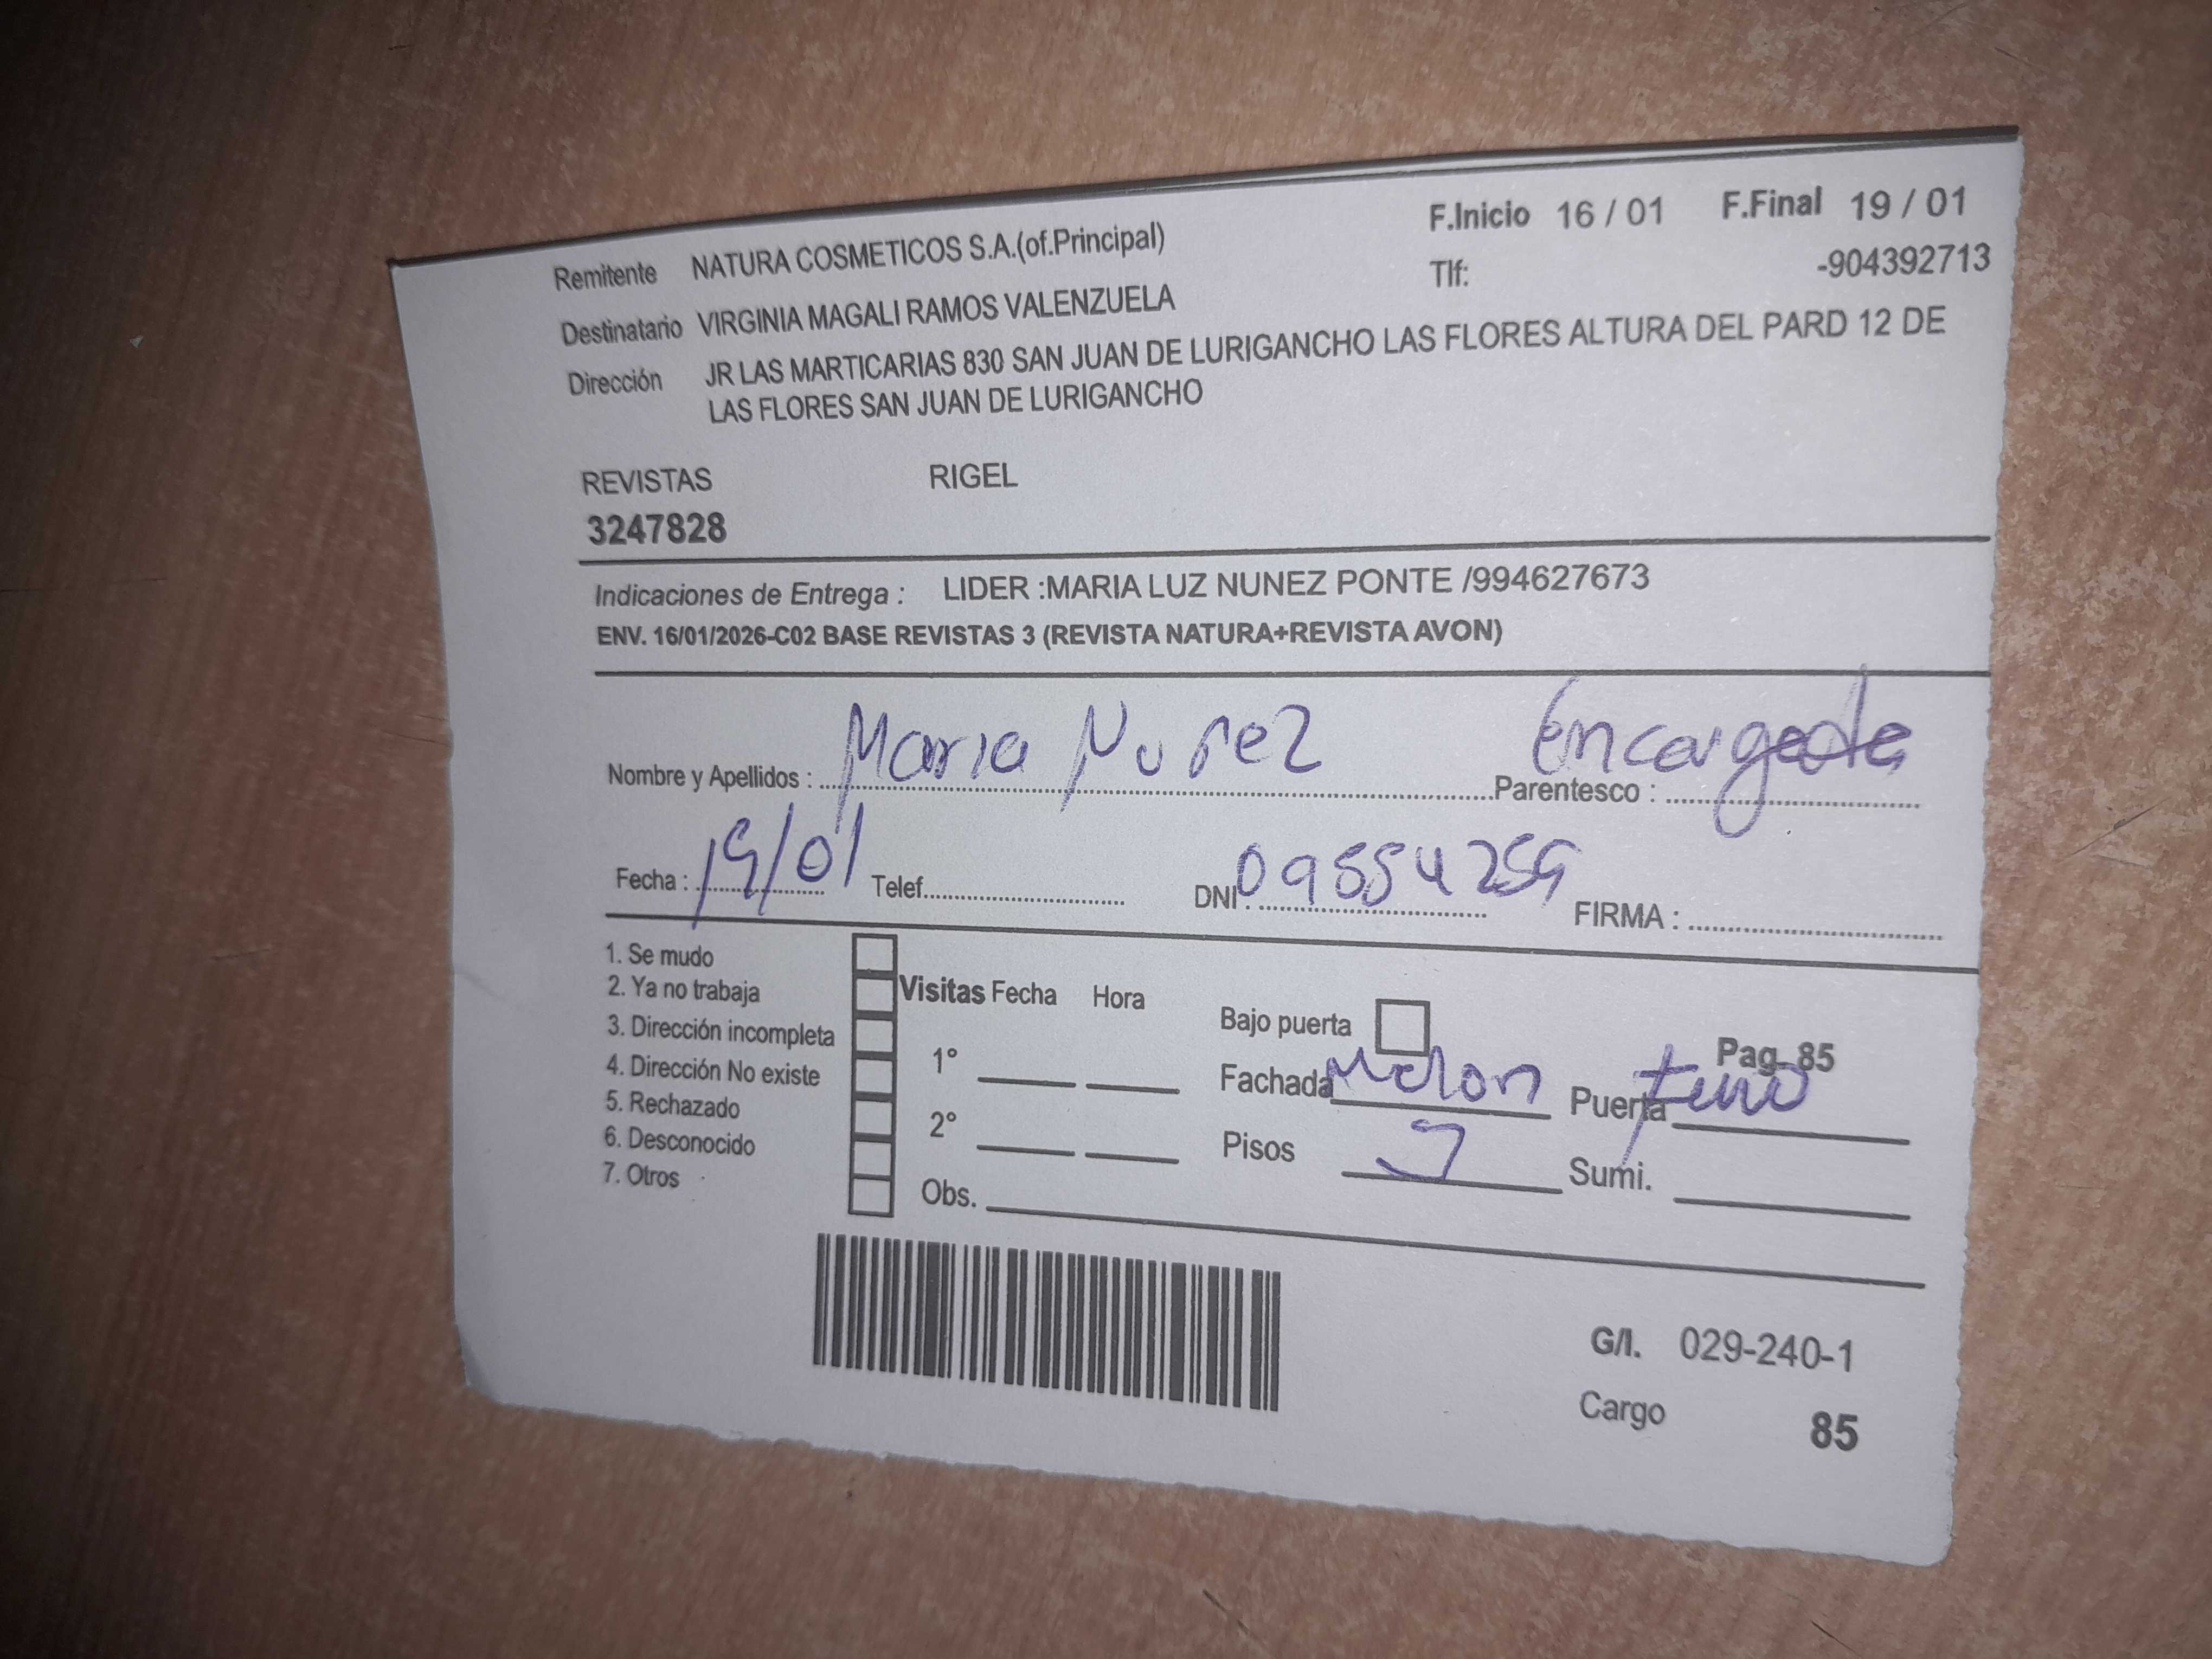 Remitente NATURA COSMETICOS S.A.(of.Principal) F.Inicio 16 / 01 F.Final 19 / 01
Tlf: -904392713
Destinatario VIRGINIA MAGALI RAMOS VALENZUELA
Dirección JR LAS MARTICARIAS 830 SAN JUAN DE LURIGANCHO LAS FLORES ALTURA DEL PARD 12 DE
LAS FLORES SAN JUAN DE LURIGANCHO
REVISTAS RIGEL
3247828
Indicaciones de Entrega : LIDER :MARIA LUZ NUNEZ PONTE /994627673
ENV. 16/01/2026-C02 BASE REVISTAS 3 (REVISTA NATURA+REVISTA AVON)
Nombre y Apellidos : Maria Nuñez Parentesco : Encargada
Fecha : 19/01 Telef. DNI : 09554259 FIRMA :
1. Se mudo
2. Ya no trabaja
3. Dirección incompleta
4. Dirección No existe
5. Rechazado
6. Desconocido
7. Otros
Visitas Fecha Hora
1°
2°
Obs.
Bajo puerta
Pag. 85
Fachada Melon Puerta
Pisos Sumi.
G/I. 029-240-1
Cargo 85